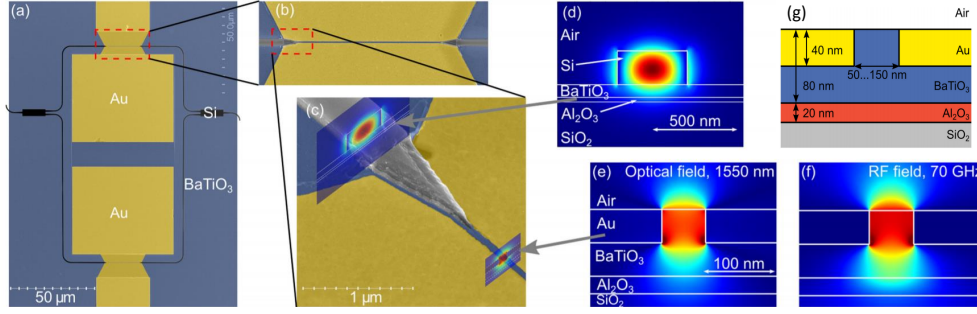 (a)
50.0µm
Au
Si
BaTiO₃
Au
50 µm
(b)
(c)
1 µm
(d)
Air
Si
BaTiO₃
Al₂O₃
SiO₂
500 nm
(e) Optical field, 1550 nm
Air
Au
BaTiO₃
Al₂O₃
SiO₂
100 nm
(f) RF field, 70 GHz
(g)
Air
40 nm
Au
50...150 nm
80 nm
BaTiO₃
20 nm
Al₂O₃
SiO₂